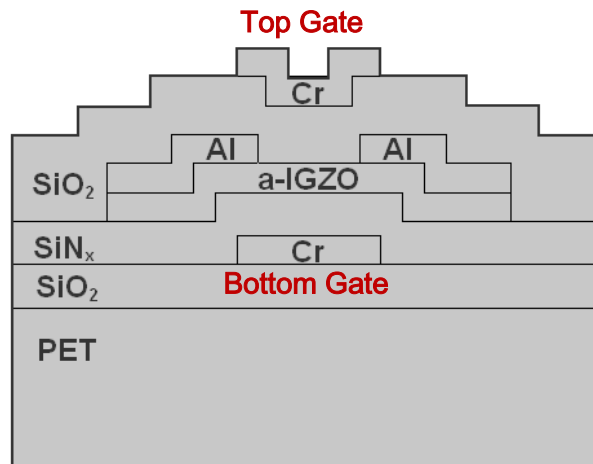 Top Gate
Cr
Al Al
a-IGZO
SiO₂
SiNₓ
Cr
SiO₂
Bottom Gate
PET